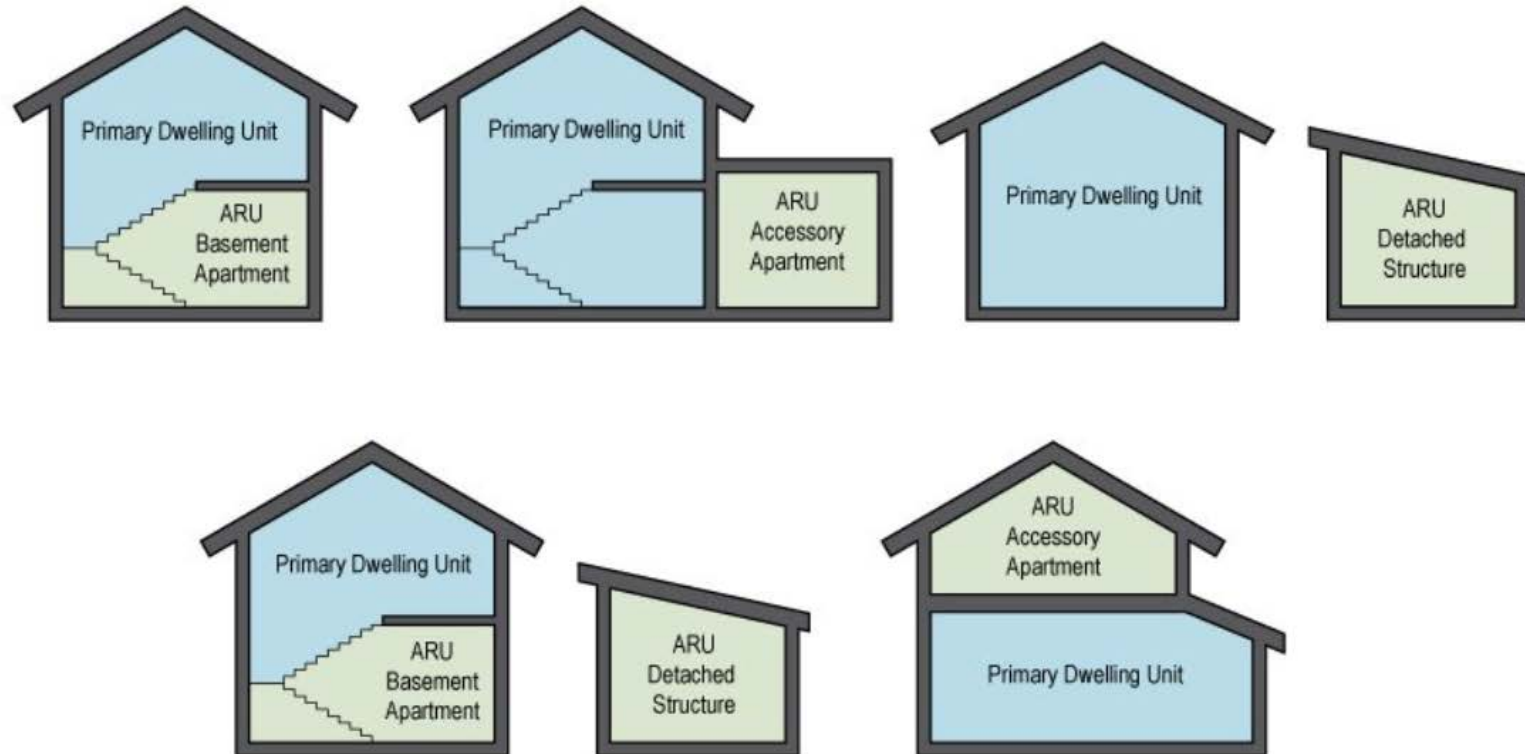 Primary Dwelling Unit
ARU
Basement
Apartment
Primary Dwelling Unit
ARU
Accessory
Apartment
Primary Dwelling Unit
ARU
Detached
Structure
Primary Dwelling Unit
ARU
Basement
Apartment
ARU
Detached
Structure
ARU
Accessory
Apartment
Primary Dwelling Unit